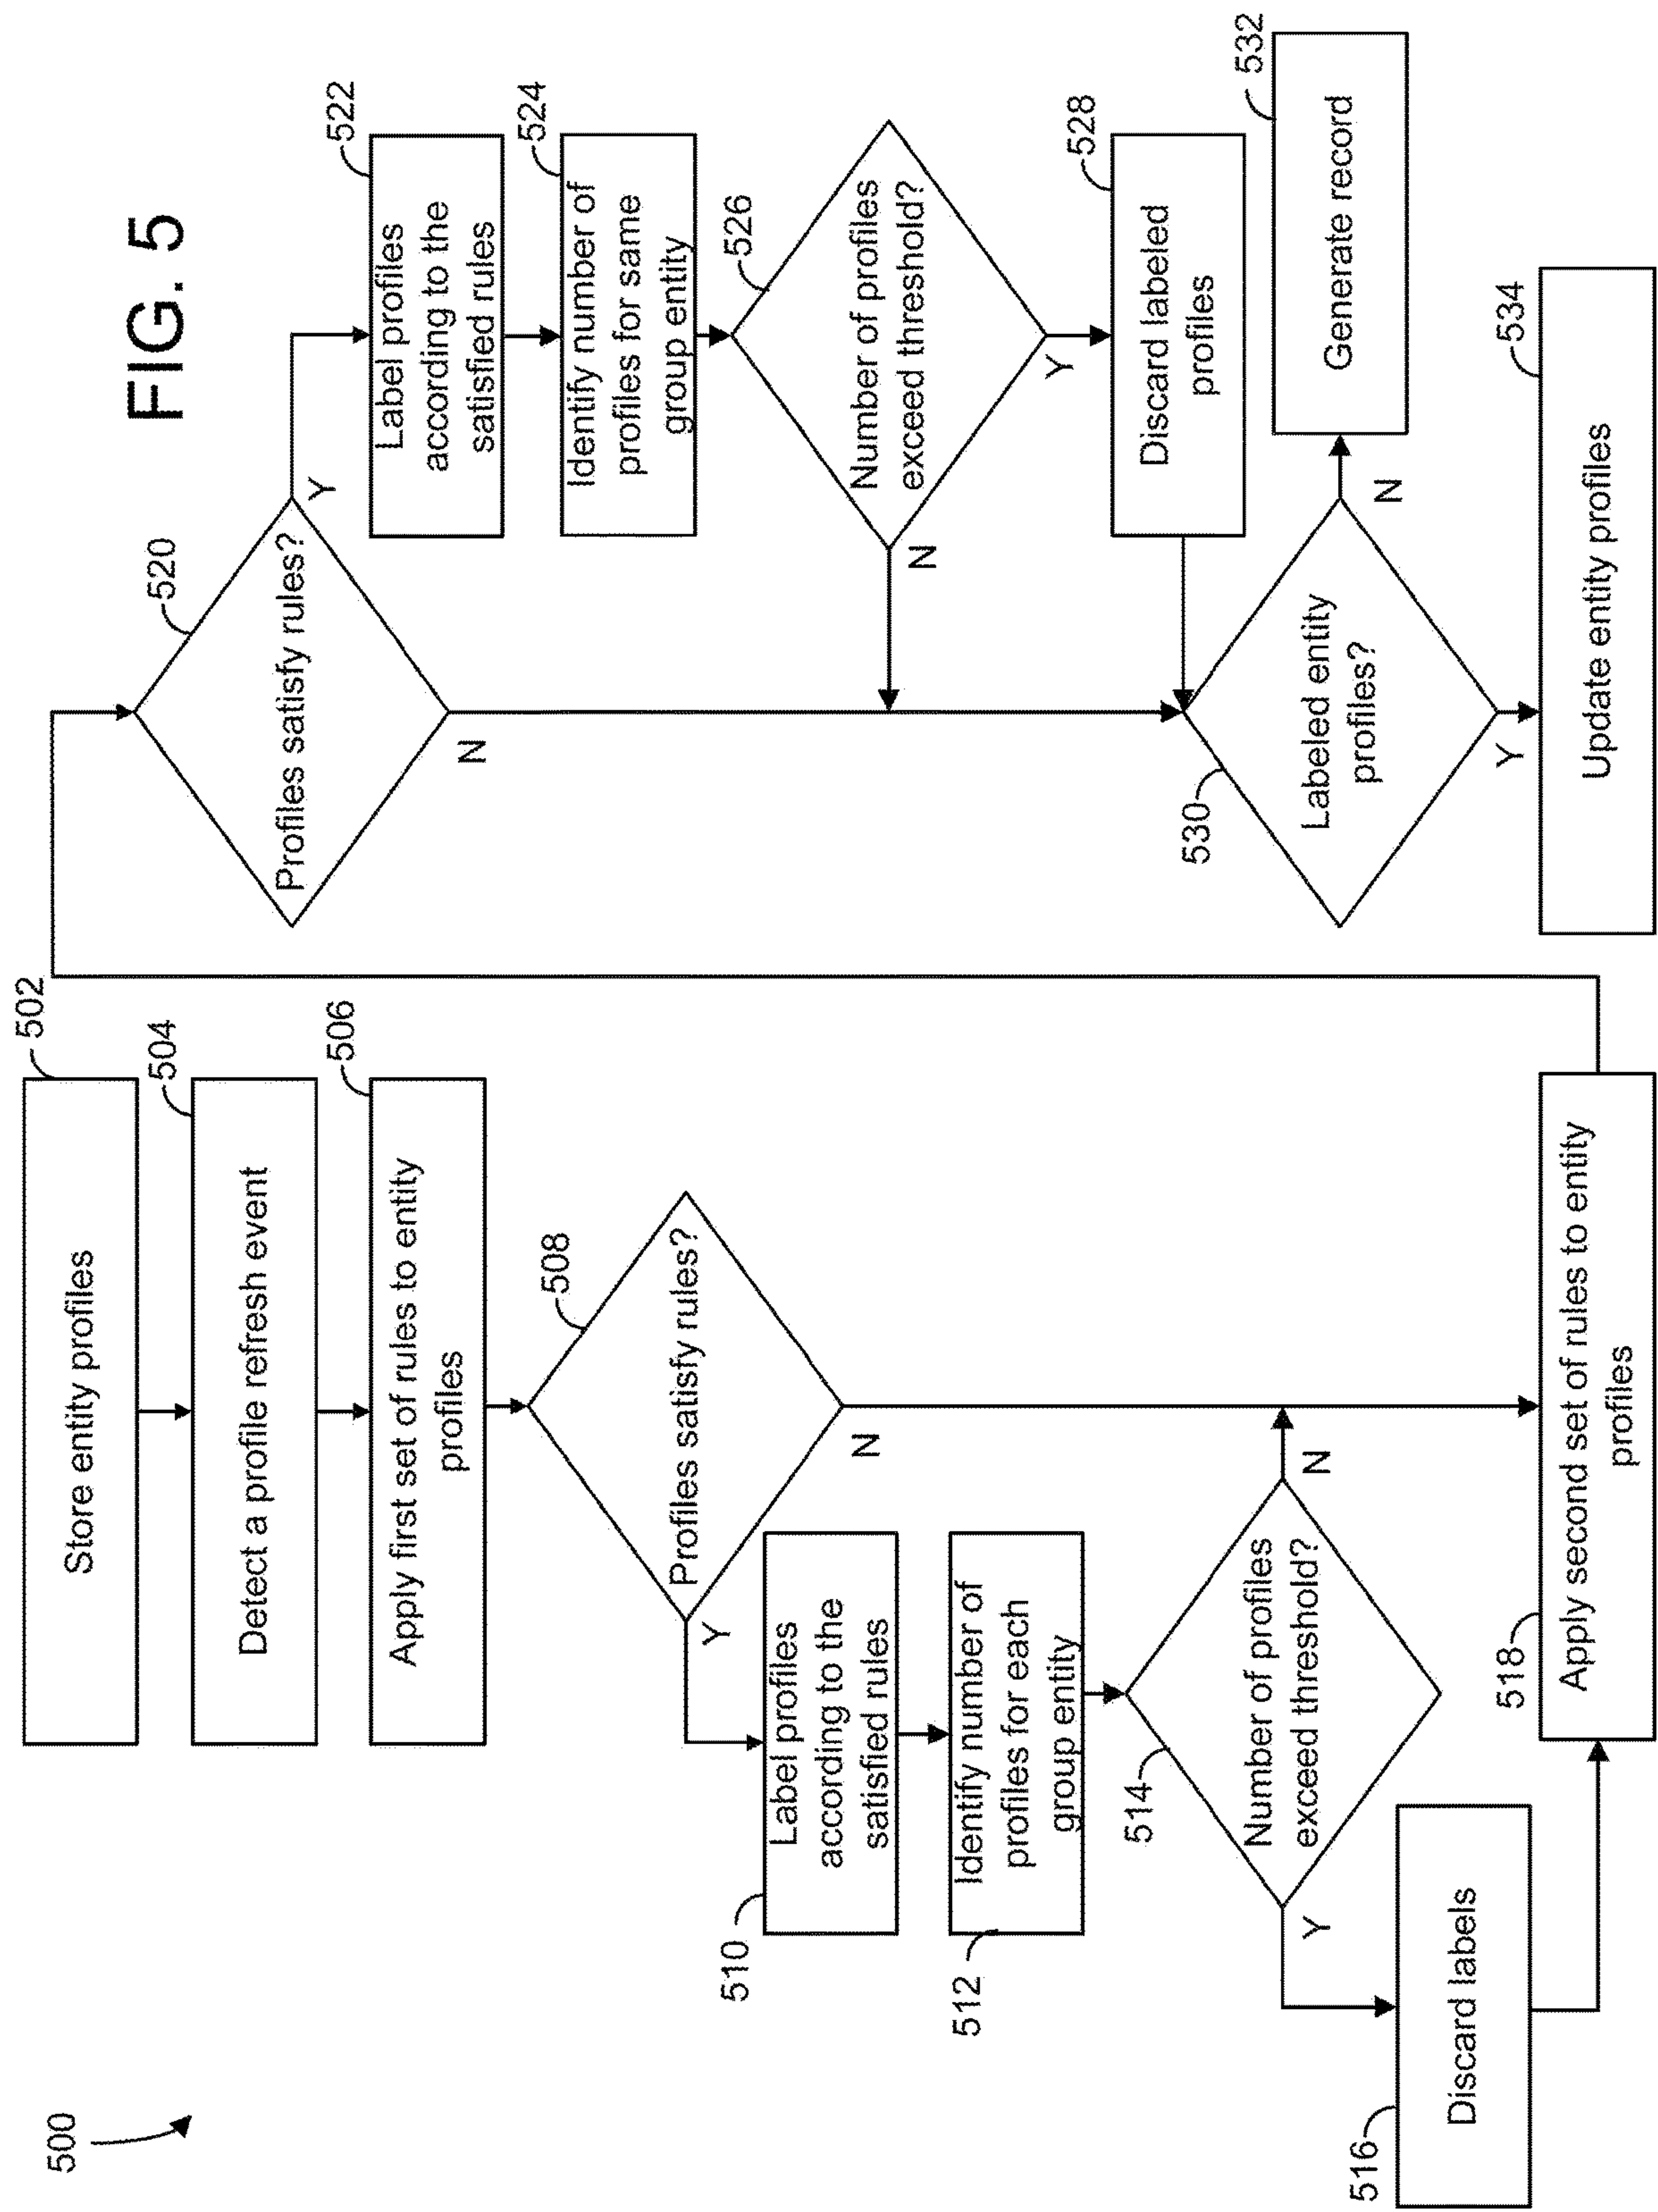 FIG. 5
500
502
Store entity profiles
504
Detect a profile refresh event
506
Apply first set of rules to entity
profiles
508
Profiles satisfy rules?
Y
N
510
Label profiles
according to the
satisfied rules
512
Identify number of
profiles for each
group entity
514
Number of profiles
exceed threshold?
Y
N
516
Discard labels
518
Apply second set of rules to entity
profiles
520
Profiles satisfy rules?
Y
N
522
Label profiles
according to the
satisfied rules
524
Identify number of
profiles for same
group entity
526
Number of profiles
exceed threshold?
N
Y
528
Discard labeled
profiles
530
Labeled entity
profiles?
N
Y
532
Generate record
534
Update entity profiles